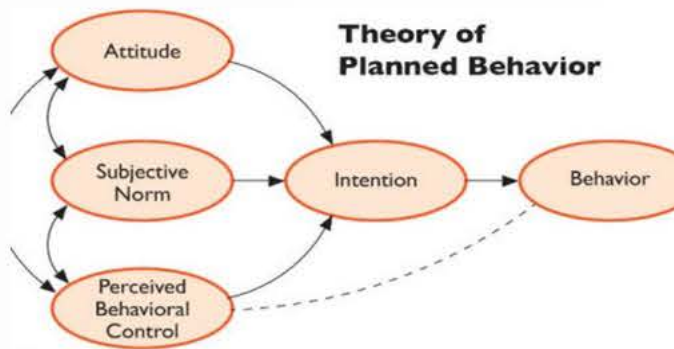 Theory of
Planned Behavior
Attitude
Subjective
Norm
Intention
Behavior
Perceived
Behavioral
Control